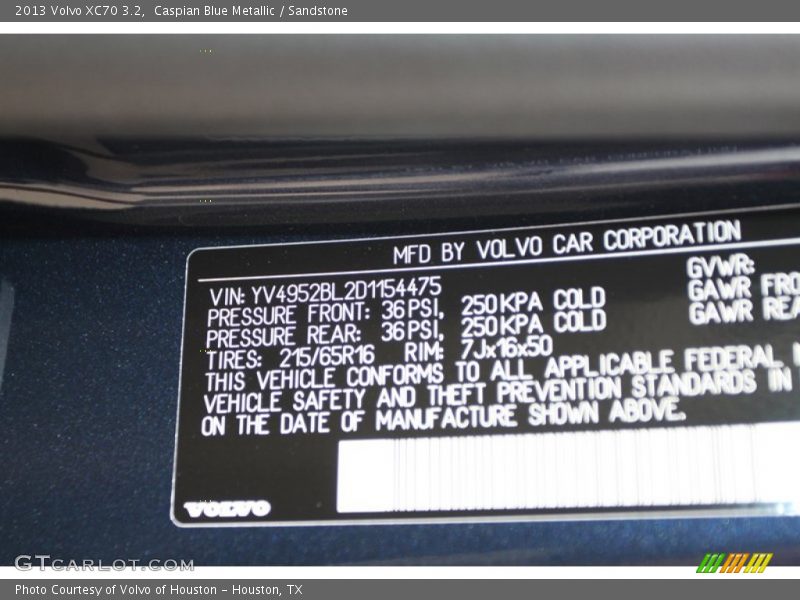 2013 Volvo XC70 3.2, Caspian Blue Metallic / Sandstone
MFD BY VOLVO CAR CORPORATION
VIN: YV4952BL2D1154475
PRESSURE FRONT: 36 PSI, 250 KPA COLD
PRESSURE REAR: 36 PSI, 250 KPA COLD
TIRES: 215/65R16 RIM: 7Jx16x50
GVWR:
GAWR FRO
GAWR REA
THIS VEHICLE CONFORMS TO ALL APPLICABLE FEDERAL
VEHICLE SAFETY AND THEFT PREVENTION STANDARDS IN
ON THE DATE OF MANUFACTURE SHOWN ABOVE.
VOLVO
GTCARLOT.COM
Photo Courtesy of Volvo of Houston - Houston, TX